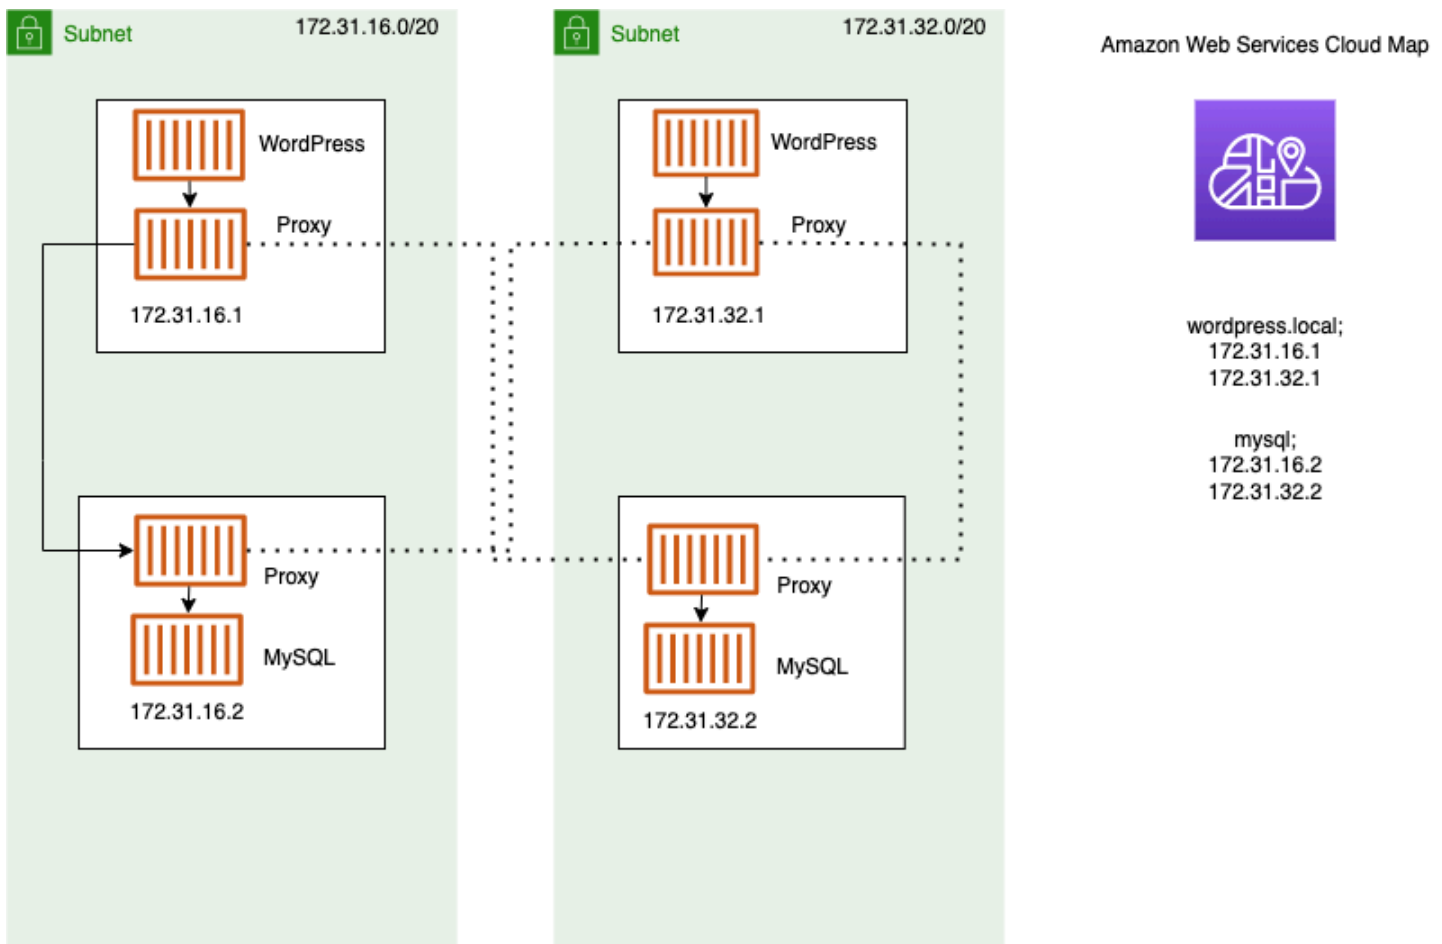 Subnet
172.31.16.0/20
WordPress
Proxy
172.31.16.1
Proxy
MySQL
172.31.16.2
Subnet
172.31.32.0/20
WordPress
Proxy
172.31.32.1
Proxy
MySQL
172.31.32.2
Amazon Web Services Cloud Map
wordpress.local;
172.31.16.1
172.31.32.1
mysql;
172.31.16.2
172.31.32.2